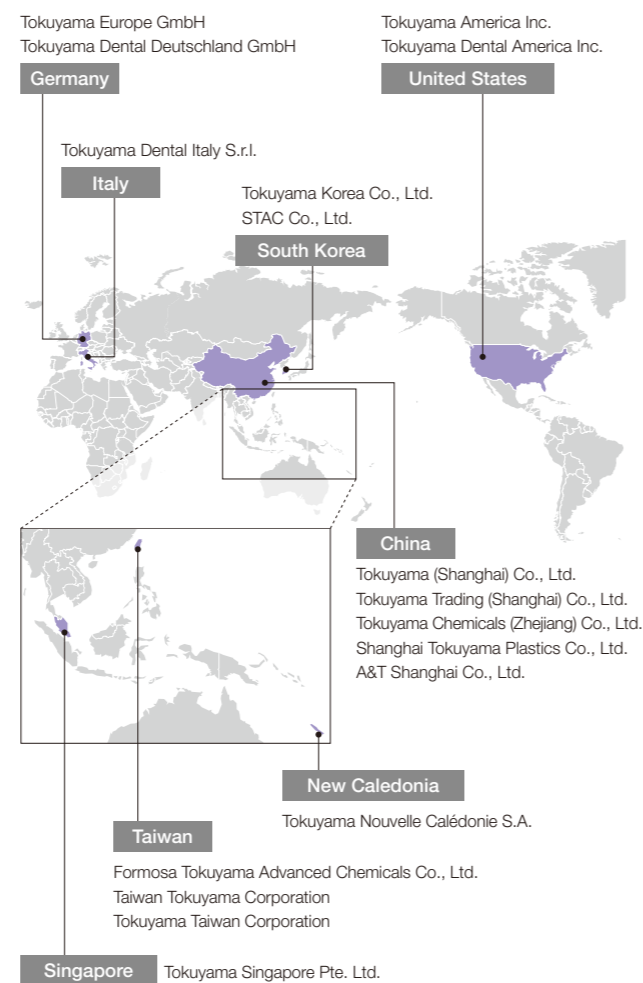 Tokuyama Europe GmbH
Tokuyama Dental Deutschland GmbH
Germany
Tokuyama America Inc.
Tokuyama Dental America Inc.
United States
Tokuyama Dental Italy S.r.l.
Italy
Tokuyama Korea Co., Ltd.
STAC Co., Ltd.
South Korea
China
Tokuyama (Shanghai) Co., Ltd.
Tokuyama Trading (Shanghai) Co., Ltd.
Tokuyama Chemicals (Zhejiang) Co., Ltd.
Shanghai Tokuyama Plastics Co., Ltd.
A&T Shanghai Co., Ltd.
New Caledonia
Tokuyama Nouvelle Calédonie S.A.
Taiwan
Formosa Tokuyama Advanced Chemicals Co., Ltd.
Taiwan Tokuyama Corporation
Tokuyama Taiwan Corporation
Singapore
Tokuyama Singapore Pte. Ltd.